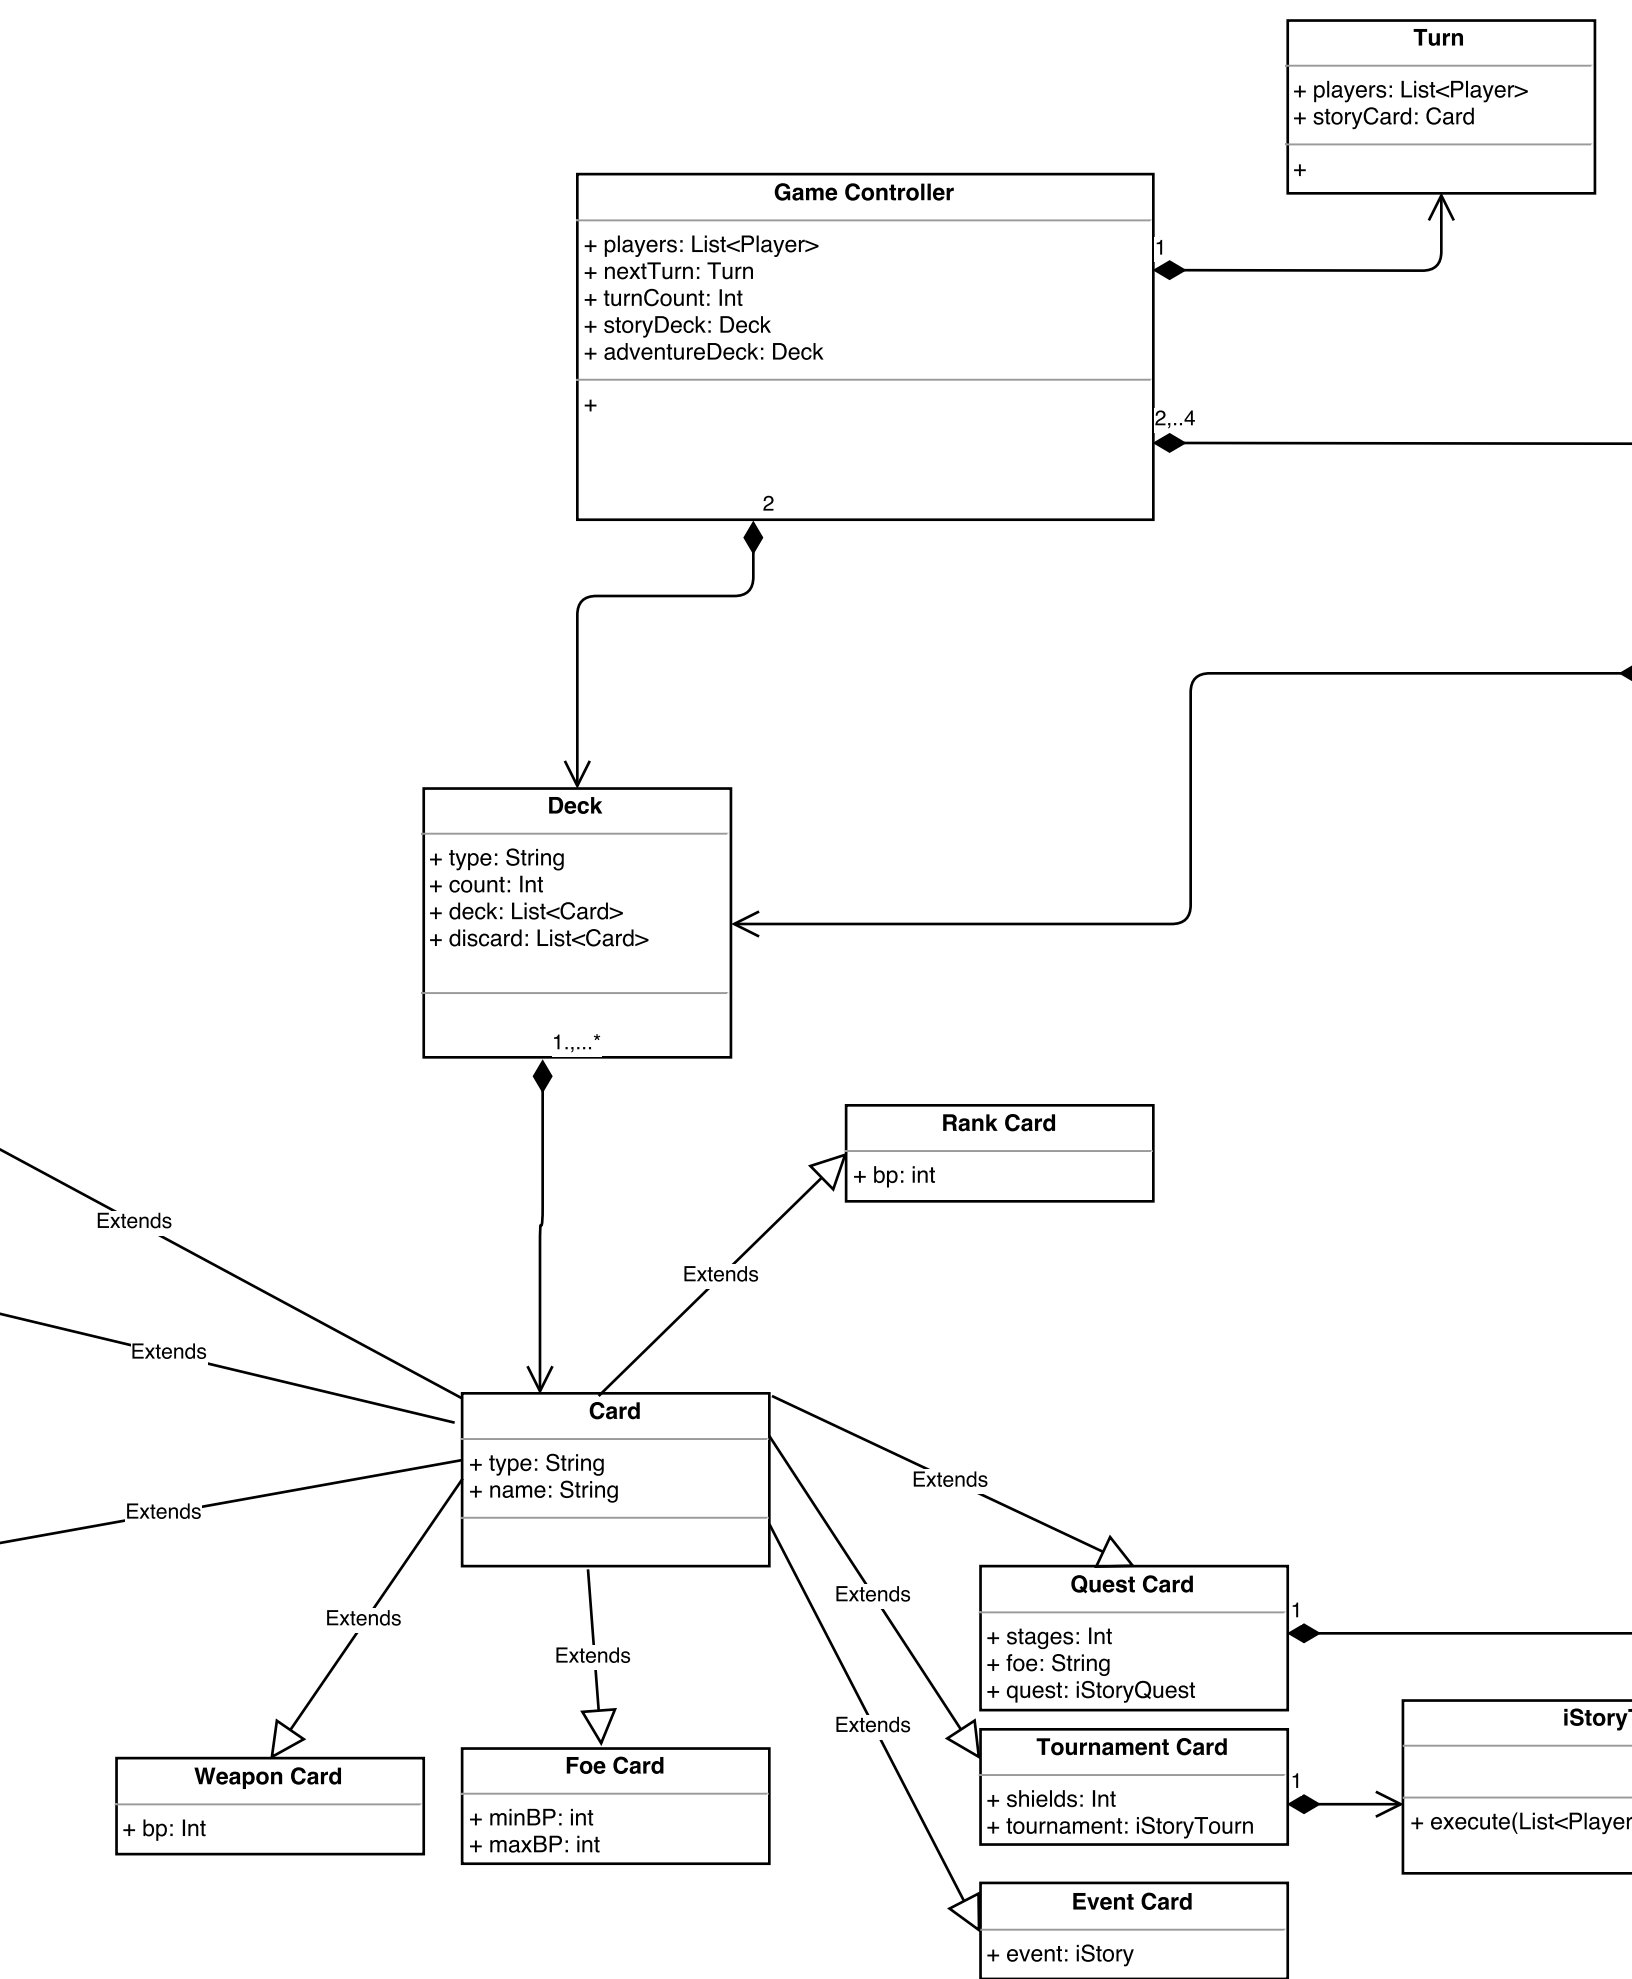 Turn
+ players: List<Player>
+ storyCard: Card
+
Game Controller
+ players: List<Player>
+ nextTurn: Turn
+ turnCount: Int
+ storyDeck: Deck
+ adventureDeck: Deck
+
1
2,..4
2
Deck
+ type: String
+ count: Int
+ deck: List<Card>
+ discard: List<Card>
1.,...*
Rank Card
+ bp: int
Extends
Extends
Extends
Extends
Card
+ type: String
+ name: String
Extends
Extends
Extends
Extends
Extends
Quest Card
+ stages: Int
+ foe: String
+ quest: iStoryQuest
1
Weapon Card
+ bp: Int
Foe Card
+ minBP: int
+ maxBP: int
Tournament Card
+ shields: Int
+ tournament: iStoryTourn
1
iStoryT
+ execute(List<Player
Event Card
+ event: iStory